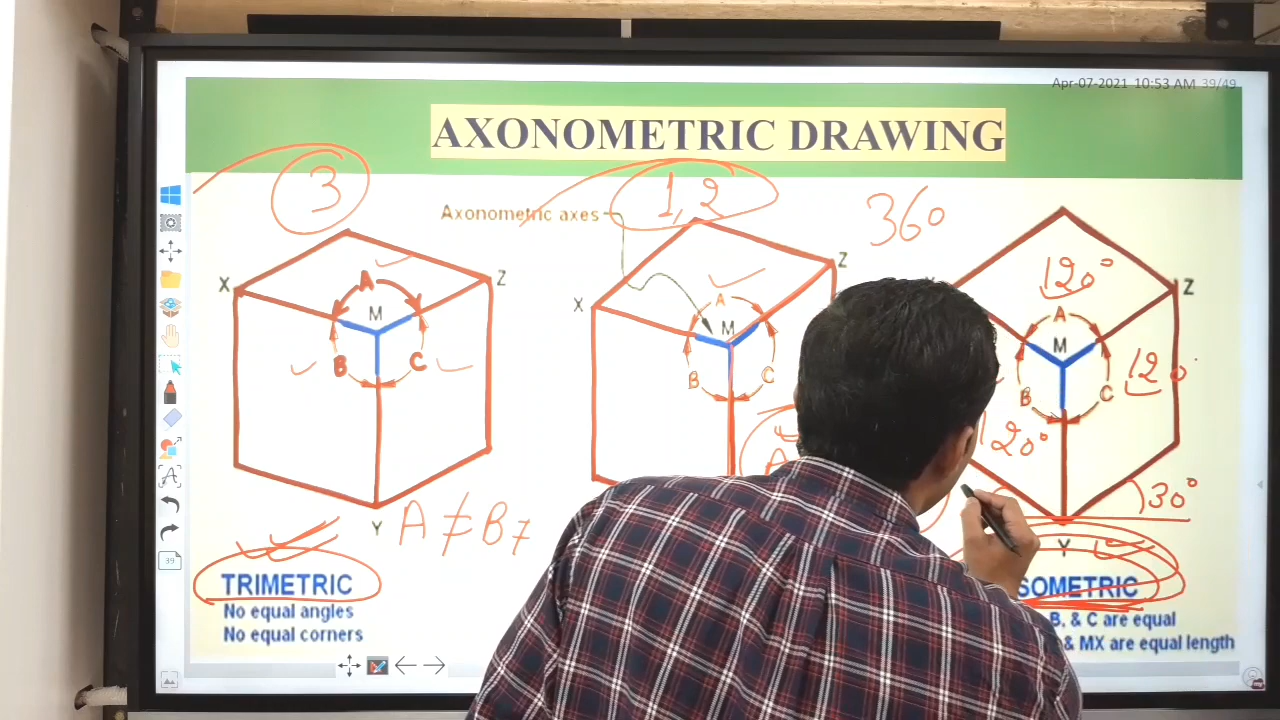 Apr-07-2021 10:53 AM 39/49
AXONOMETRIC DRAWING
3
1,2
360
Axonometric axes
X
Z
A
M
B
C
Y
A ≠ B ≠
X
Z
A
M
B
C
A
120°
Z
A
M
B
C
120°
120°
30°
Y
TRIMETRIC
No equal angles
No equal corners
SOMETRIC
B, & C are equal
& MX are equal length
39